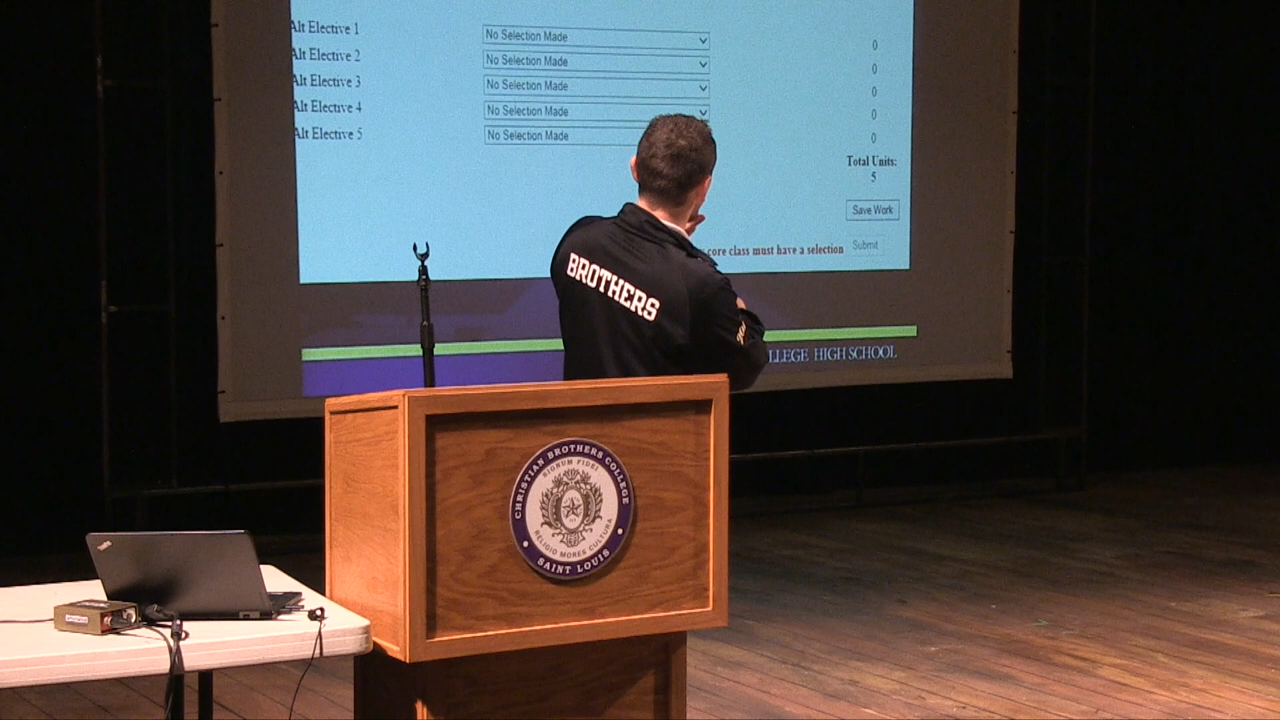 Alt Elective 1 No Selection Made 0
Alt Elective 2 No Selection Made 0
Alt Elective 3 No Selection Made 0
Alt Elective 4 No Selection Made 0
Alt Elective 5 No Selection Made 0
Total Units:
5
Save Work
core class must have a selection Submit
BROTHERS
LLEGE HIGH SCHOOL
CHRISTIAN BROTHERS COLLEGE
SIGNUM FIDEI
RELIGIO MORES CULTURA
SAINT LOUIS